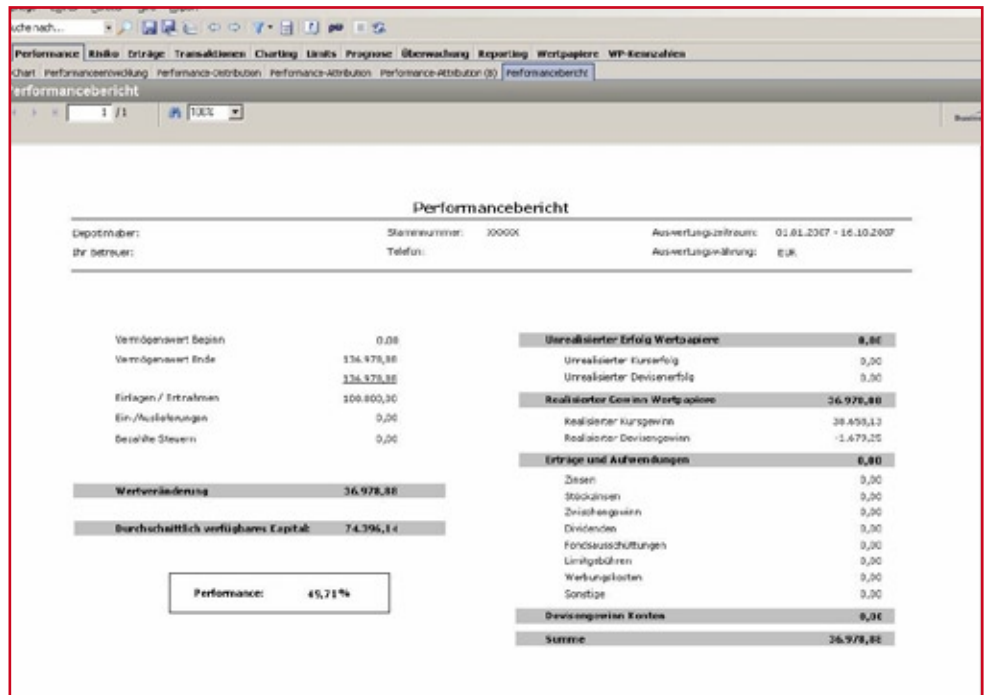 Performance Risiko Erträge Transaktionen Charting Limits Prognose Überwachung Reporting Wertpapiere WP-Kennzahlen
Chart Performanceentwicklung Performance-Distribution Performance-Attribution Performance-Attribution (B) Performancebericht
erformancebericht
1 /1 100%
Performancebericht
Depotinhaber: Stammnummer: XXXXX Auswertungszeitraum: 01.01.2007 - 16.10.2007
Ihr Betreuer: Telefon: Auswertungswährung: EUR
Vermögenswert Beginn 0,00
Vermögenswert Ende 136.978,88
136.978,88
Einlagen / Entnahmen 100.000,00
Ein-/Auslieferungen 0,00
Bezahlte Steuern 0,00
Wertveränderung 36.978,88
Durchschnittlich verfügbares Kapital: 74.396,14
Performance: 49,71%
Unrealisierter Erfolg Wertpapiere 0,00
Unrealisierter Kurserfolg 0,00
Unrealisierter Devisenerfolg 0,00
Realisierter Gewinn Wertpapiere 36.978,88
Realisierter Kursgewinn 38.658,13
Realisierter Devisengewinn -1.679,25
Erträge und Aufwendungen 0,00
Zinsen 0,00
Stückzinsen 0,00
Zwischengewinn 0,00
Dividenden 0,00
Fondsausschüttungen 0,00
Limitgebühren 0,00
Werbungskosten 0,00
Sonstige 0,00
Devisengewinn Konten 0,00
Summe 36.978,88